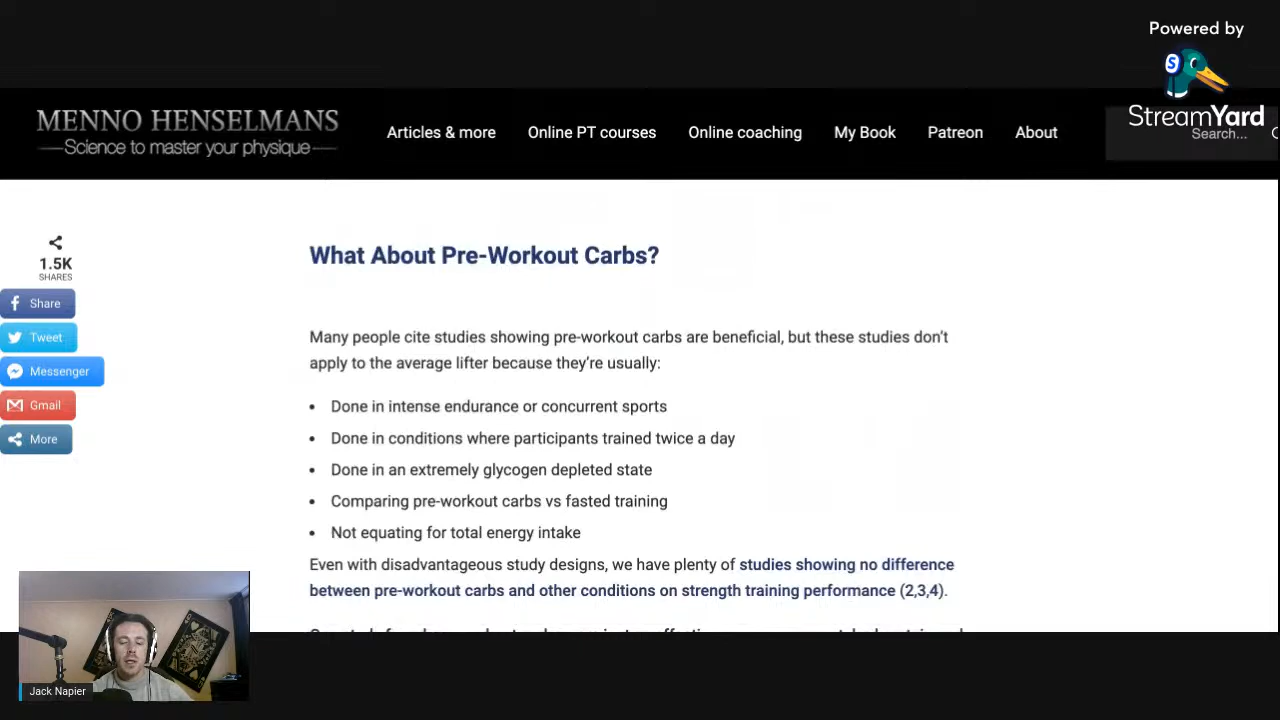 Powered by
S
StreamYard
MENNO HENSELMANS
Science to master your physique
Articles & more
Online PT courses
Online coaching
My Book
Patreon
About
Search...
What About Pre-Workout Carbs?
1.5K
SHARES
Share
Tweet
Messenger
Gmail
More
Many people cite studies showing pre-workout carbs are beneficial, but these studies don't
apply to the average lifter because they're usually:
• Done in intense endurance or concurrent sports
• Done in conditions where participants trained twice a day
• Done in an extremely glycogen depleted state
• Comparing pre-workout carbs vs fasted training
• Not equating for total energy intake
Even with disadvantageous study designs, we have plenty of studies showing no difference
between pre-workout carbs and other conditions on strength training performance (2,3,4).
Jack Napier